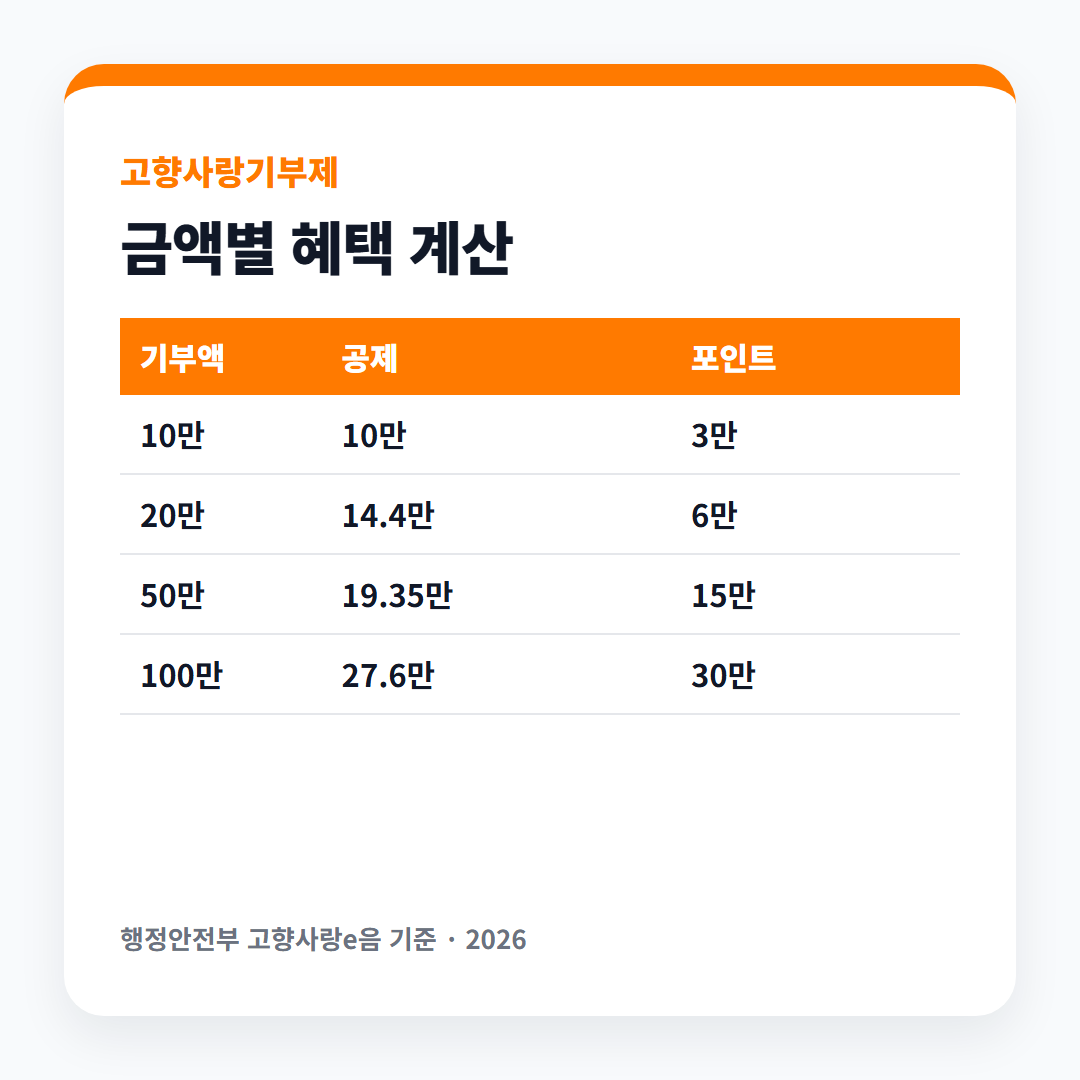 고향사랑기부제
금액별 혜택 계산
기부액 공제 포인트
10만 10만 3만
20만 14.4만 6만
50만 19.35만 15만
100만 27.6만 30만
행정안전부 고향사랑e음 기준 · 2026